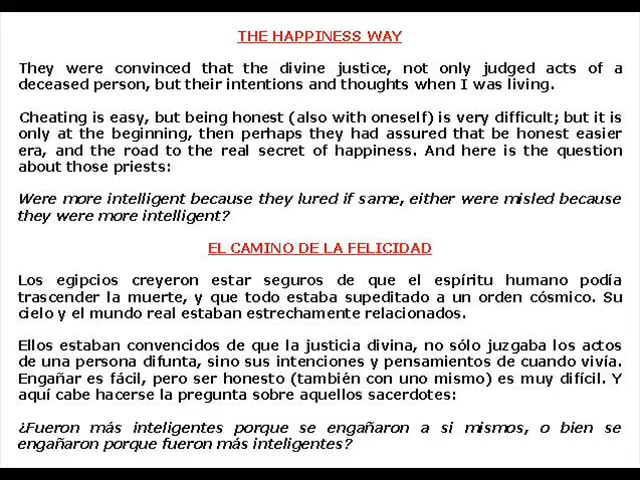 THE HAPPINESS WAY
They were convinced that the divine justice, not only judged acts of a
deceased person, but their intentions and thoughts when I was living.
Cheating is easy, but being honest (also with oneself) is very difficult; but it is
only at the beginning, then perhaps they had assured that be honest easier
era, and the road to the real secret of happiness. And here is the question
about those priests:
Were more intelligent because they lured if same, either were misled because
they were more intelligent?
EL CAMINO DE LA FELICIDAD
Los egipcios creyeron estar seguros de que el espíritu humano podía
trascender la muerte, y que todo estaba supeditado a un orden cósmico. Su
cielo y el mundo real estaban estrechamente relacionados.
Ellos estaban convencidos de que la justicia divina, no sólo juzgaba los actos
de una persona difunta, sino sus intenciones y pensamientos de cuando vivía.
Engañar es fácil, pero ser honesto (también con uno mismo) es muy difícil. Y
aquí cabe hacerse la pregunta sobre aquellos sacerdotes:
¿Fueron más inteligentes porque se engañaron a si mismos, o bien se
engañaron porque fueron más inteligentes?